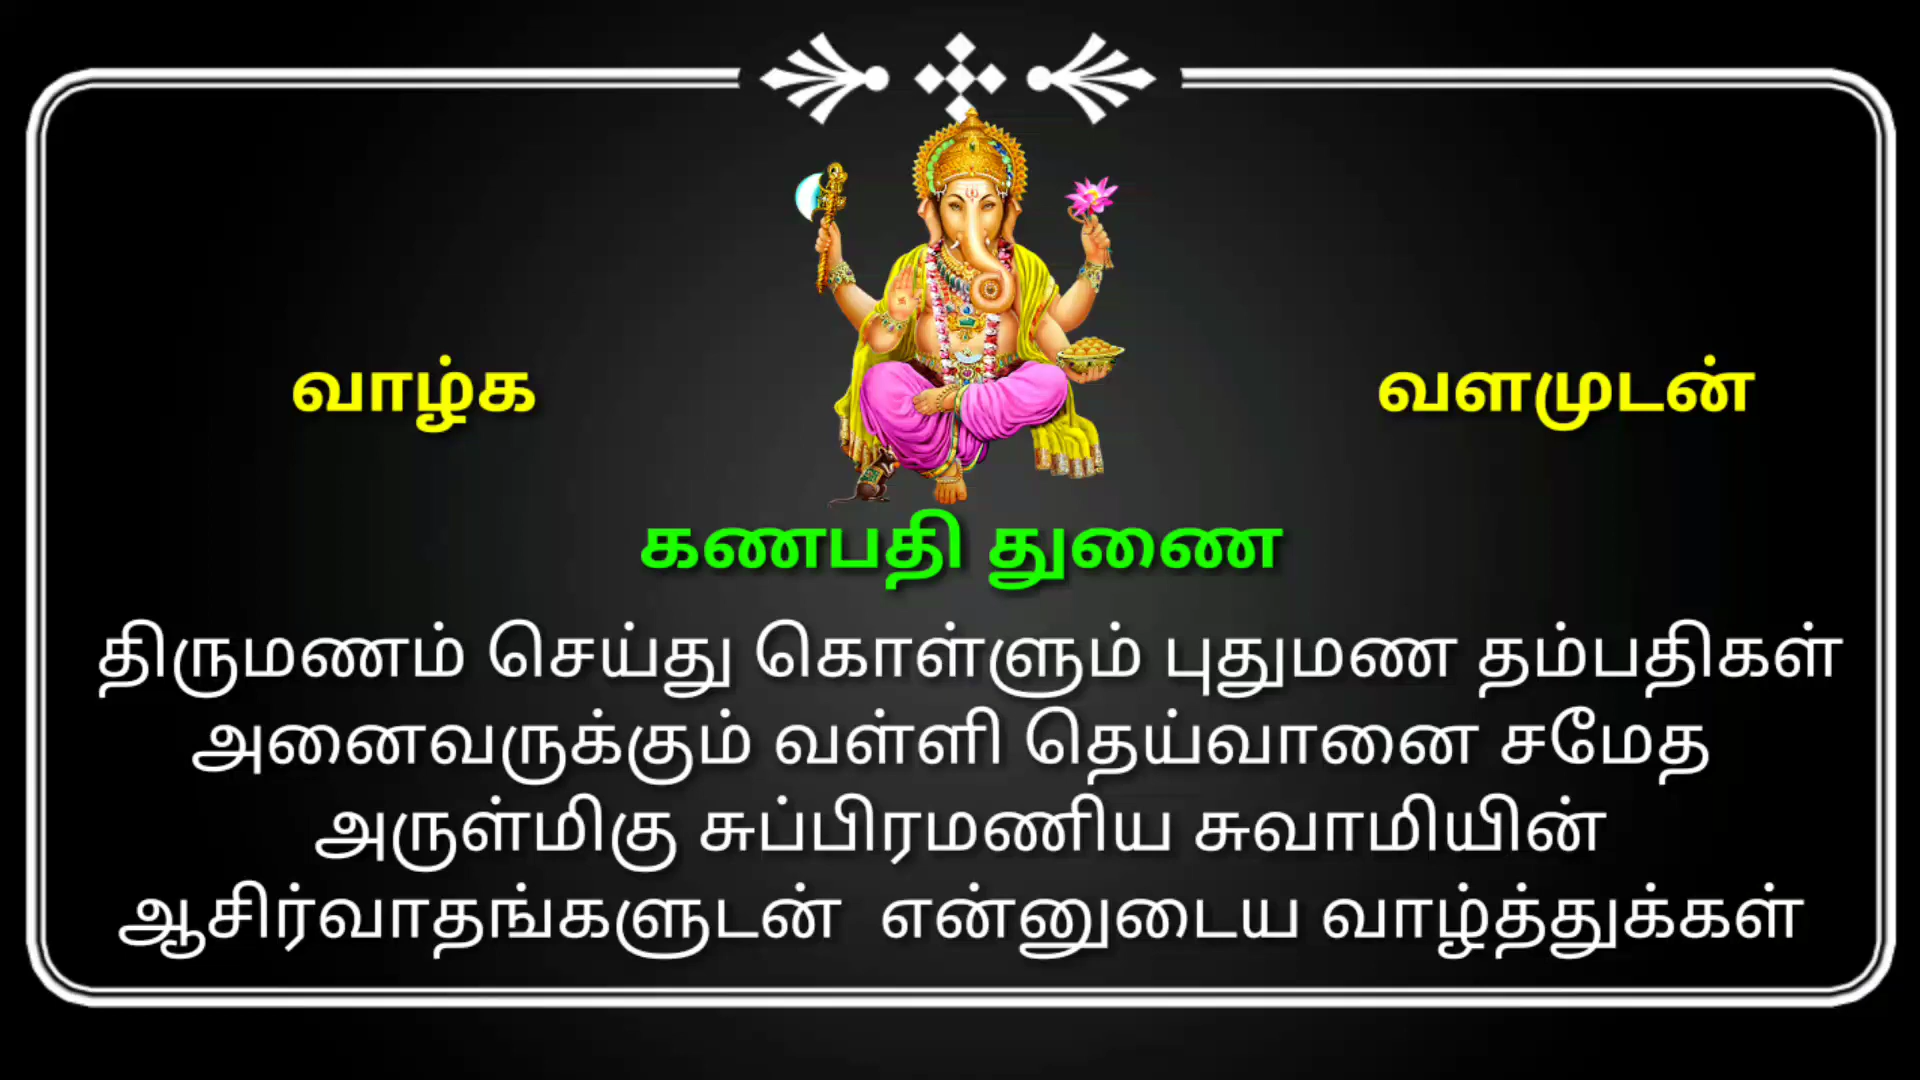 வாழ்க வளமுடன்
கணபதி துணை
திருமணம் செய்து கொள்ளும் புதுமண தம்பதிகள்
அனைவருக்கும் வள்ளி தெய்வானை சமேத
அருள்மிகு சுப்பிரமணிய சுவாமியின்
ஆசிர்வாதங்களுடன் என்னுடைய வாழ்த்துக்கள்